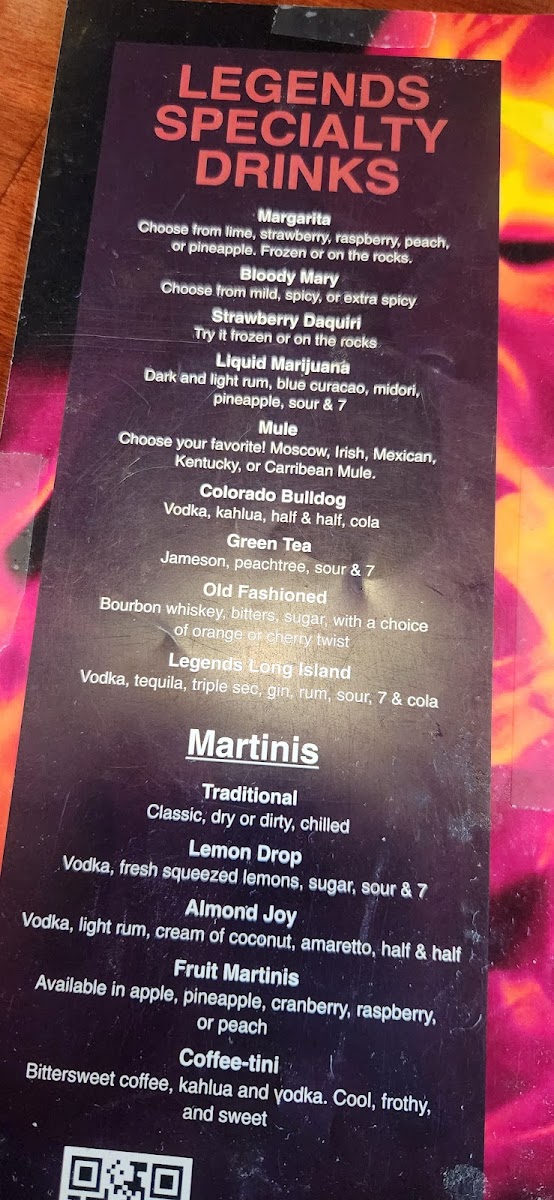 LEGENDS
SPECIALTY
DRINKS
Margarita
Choose from lime, strawberry, raspberry, peach,
or pineapple. Frozen or on the rocks.
Bloody Mary
Choose from mild, spicy, or extra spicy
Strawberry Daquiri
Try it frozen or on the rocks
Liquid Marijuana
Dark and light rum, blue curacao, midori,
pineapple, sour & 7
Mule
Choose your favorite! Moscow, Irish, Mexican,
Kentucky, or Carribean Mule.
Colorado Bulldog
Vodka, kahlua, half & half, cola
Green Tea
Jameson, peachtree, sour & 7
Old Fashioned
Bourbon whiskey, bitters, sugar, with a choice
of orange or cherry twist
Legends Long Island
Vodka, tequila, triple sec, gin, rum, sour, 7 & cola
Martinis
Traditional
Classic, dry or dirty, chilled
Lemon Drop
Vodka, fresh squeezed lemons, sugar, sour & 7
Almond Joy
Vodka, light rum, cream of coconut, amaretto, half & half
Fruit Martinis
Available in apple, pineapple, cranberry, raspberry,
or peach
Coffee-tini
Bittersweet coffee, kahlua and vodka. Cool, frothy,
and sweet